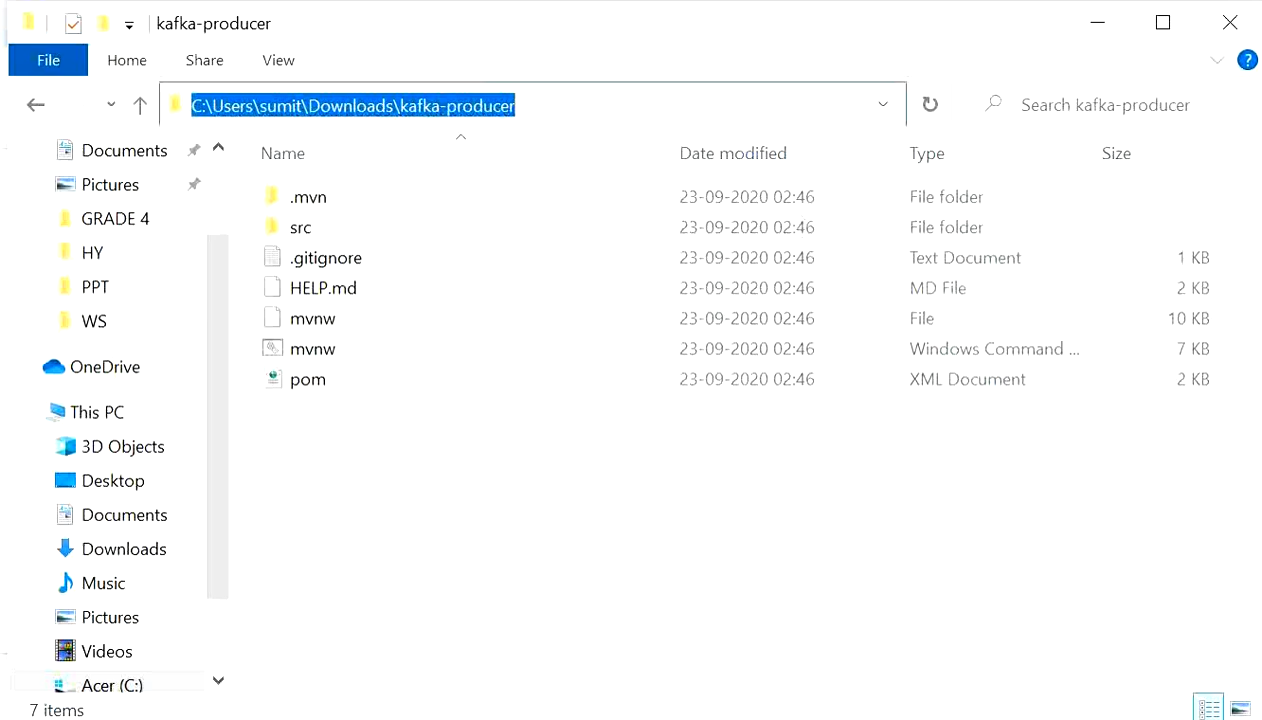 kafka-producer
File Home Share View
C:\Users\sumit\Downloads\kafka-producer Search kafka-producer
Name Date modified Type Size
.mvn 23-09-2020 02:46 File folder
src 23-09-2020 02:46 File folder
.gitignore 23-09-2020 02:46 Text Document 1 KB
HELP.md 23-09-2020 02:46 MD File 2 KB
mvnw 23-09-2020 02:46 File 10 KB
mvnw 23-09-2020 02:46 Windows Command ... 7 KB
pom 23-09-2020 02:46 XML Document 2 KB
Documents
Pictures
GRADE 4
HY
PPT
WS
OneDrive
This PC
3D Objects
Desktop
Documents
Downloads
Music
Pictures
Videos
Acer (C:)
7 items